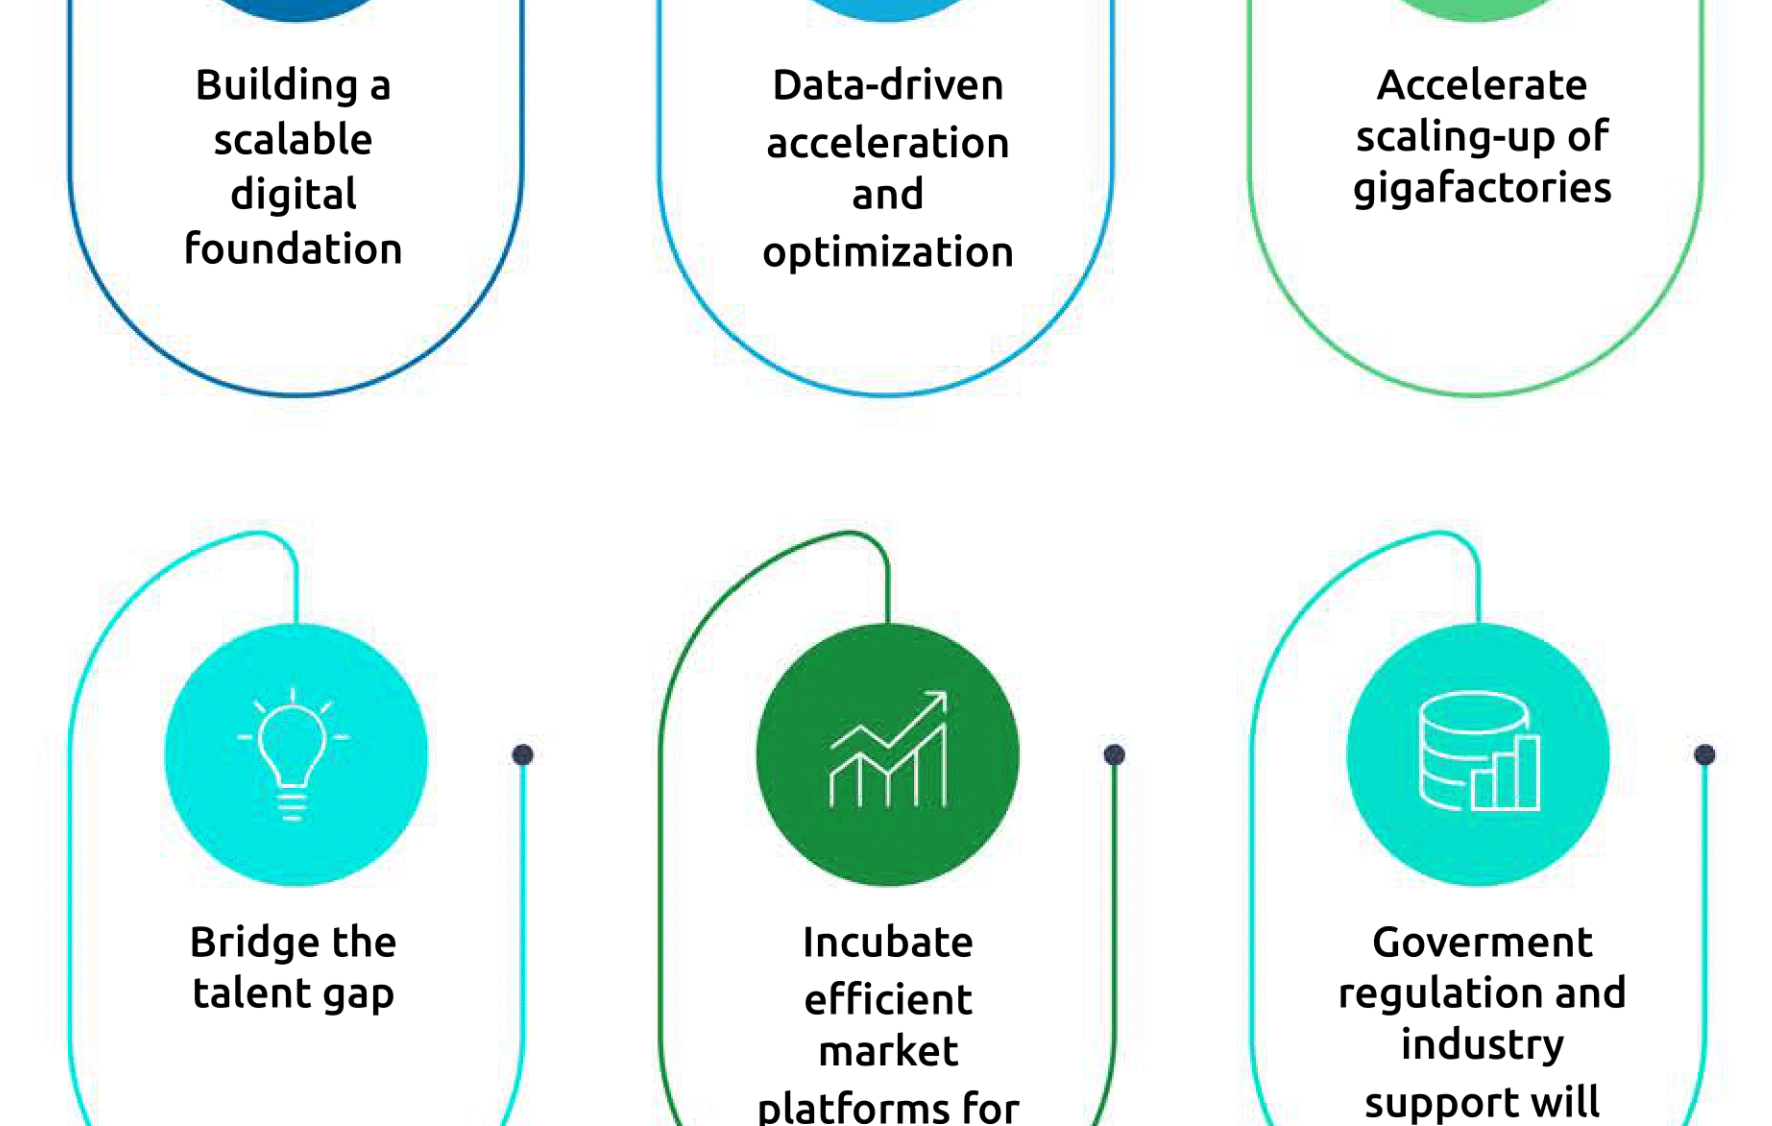 Building a
scalable
digital
foundation
Data-driven
acceleration
and
optimization
Accelerate
scaling-up of
gigafactories
Bridge the
talent gap
Incubate
efficient
market
platforms for
Goverment
regulation and
industry
support will